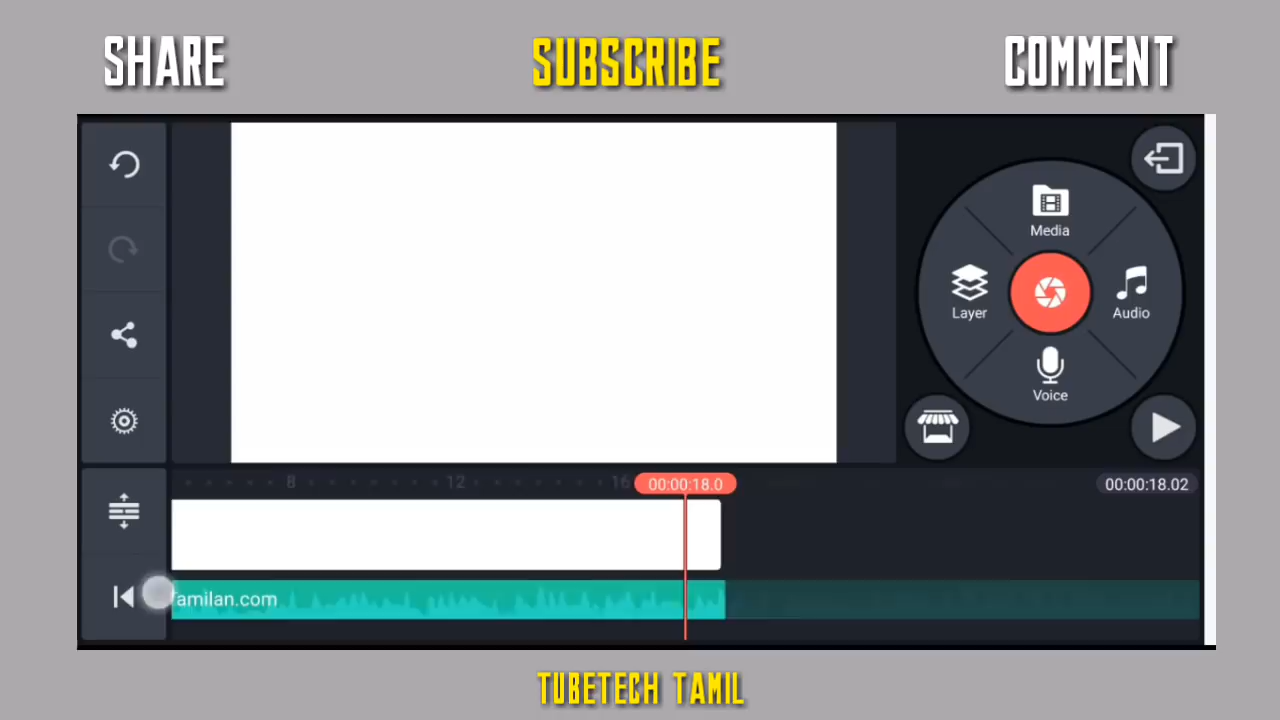 SHARE
SUBSCRIBE
COMMENT
Media
Layer
Audio
Voice
8
12
16
00:00:18.0
00:00:18.02
amilan.com
TUBETECH TAMIL